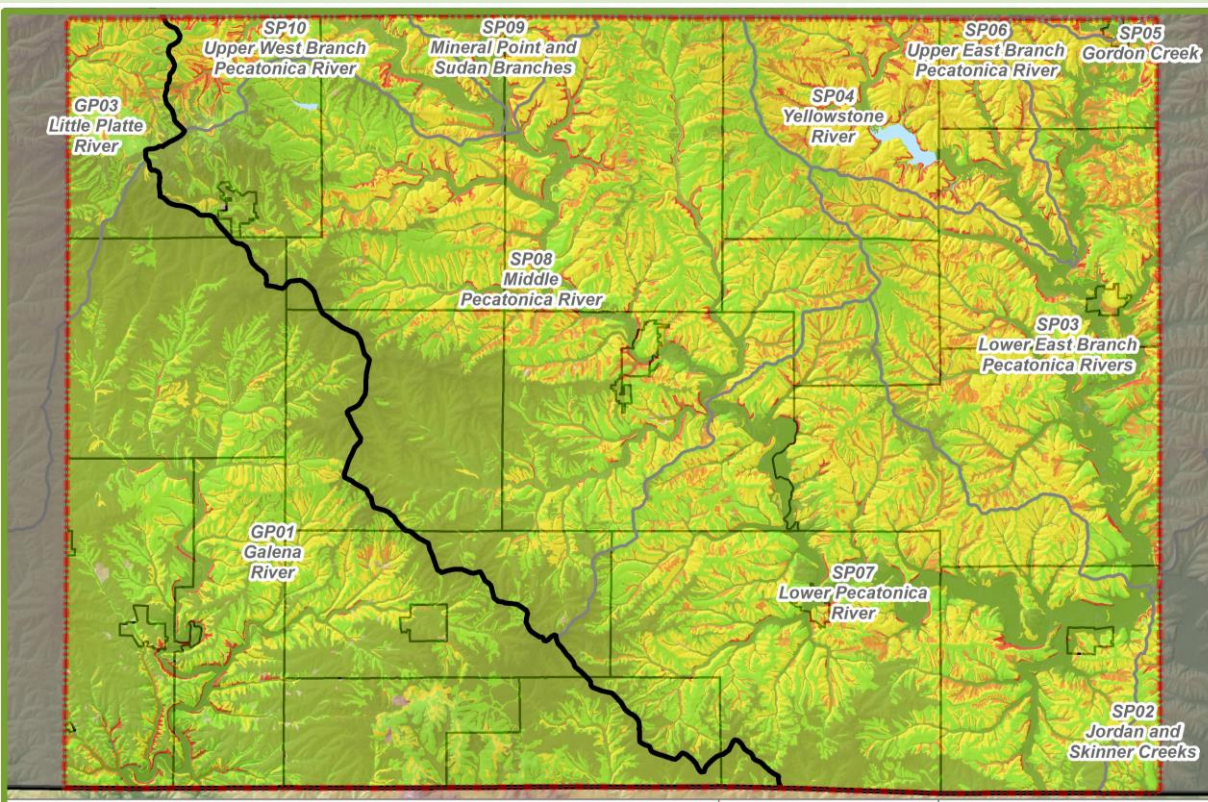 SP10
Upper West Branch
Pecatonica River
SP09
Mineral Point and
Sudan Branches
SP06
Upper East Branch
Pecatonica River
SP05
Gordon Creek
GP03
Little Platte
River
SP04
Yellowstone
River
SP08
Middle
Pecatonica River
SP03
Lower East Branch
Pecatonica Rivers
GP01
Galena
River
SP07
Lower Pecatonica
River
SP02
Jordan and
Skinner Creeks